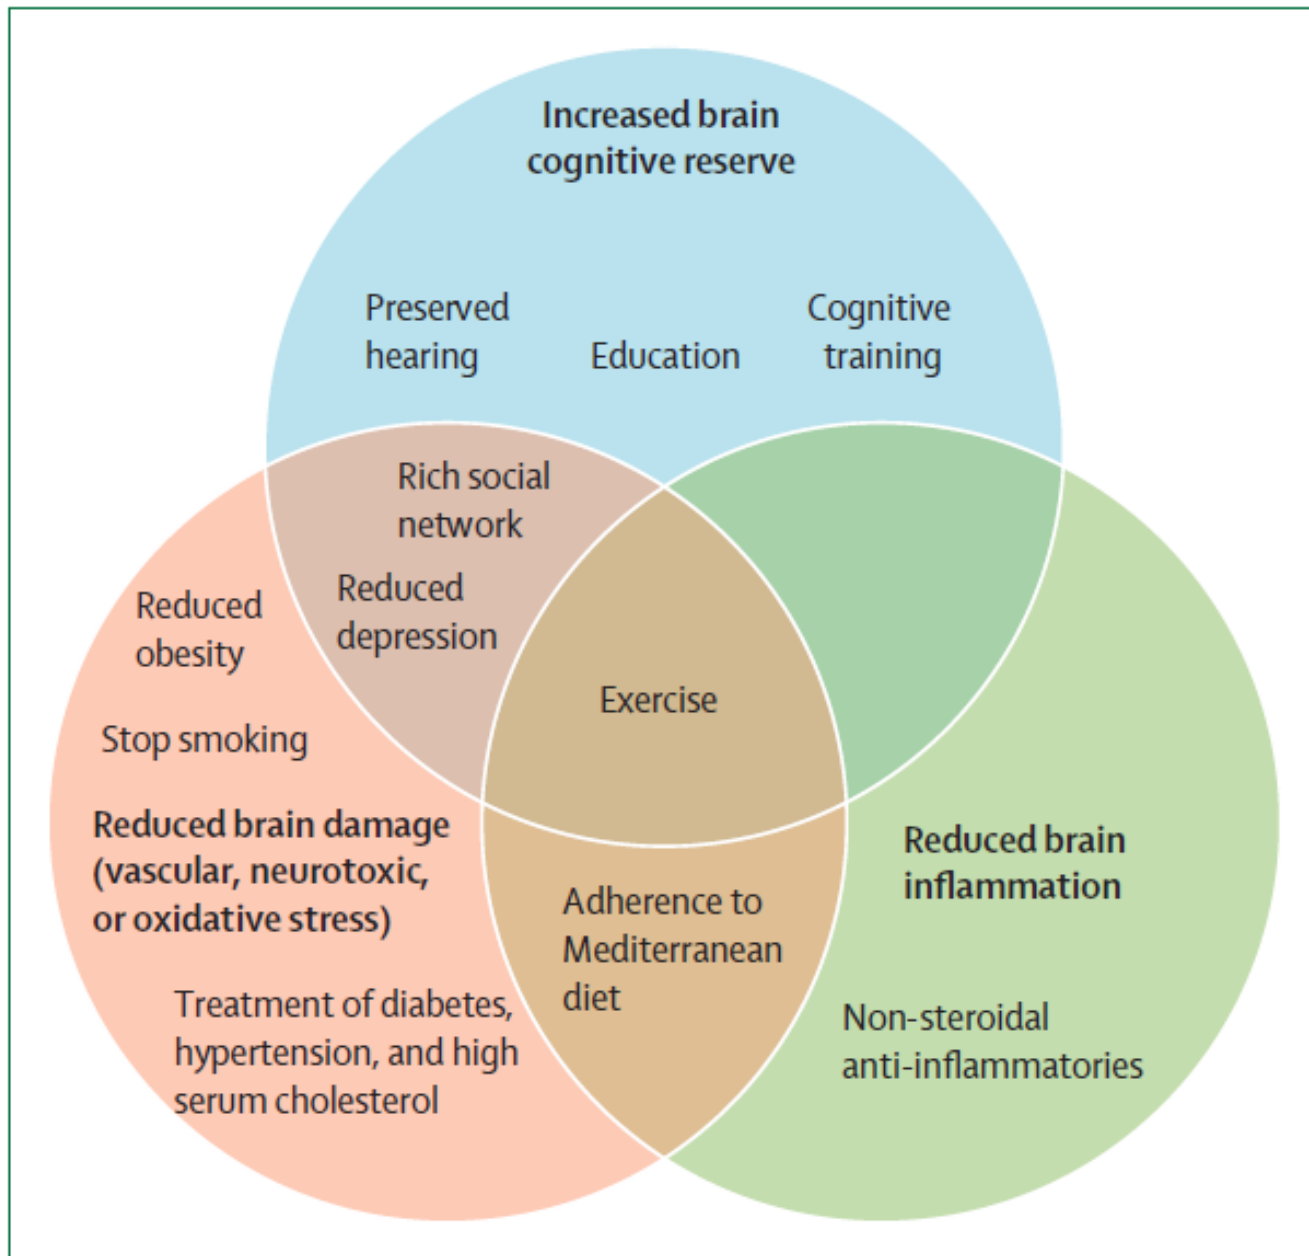 Increased brain
cognitive reserve
Preserved
hearing
Education
Cognitive
training
Rich social
network
Reduced
depression
Reduced
obesity
Stop smoking
Exercise
Reduced brain damage
(vascular, neurotoxic,
or oxidative stress)
Reduced brain
inflammation
Adherence to
Mediterranean
diet
Treatment of diabetes,
hypertension, and high
serum cholesterol
Non-steroidal
anti-inflammatories